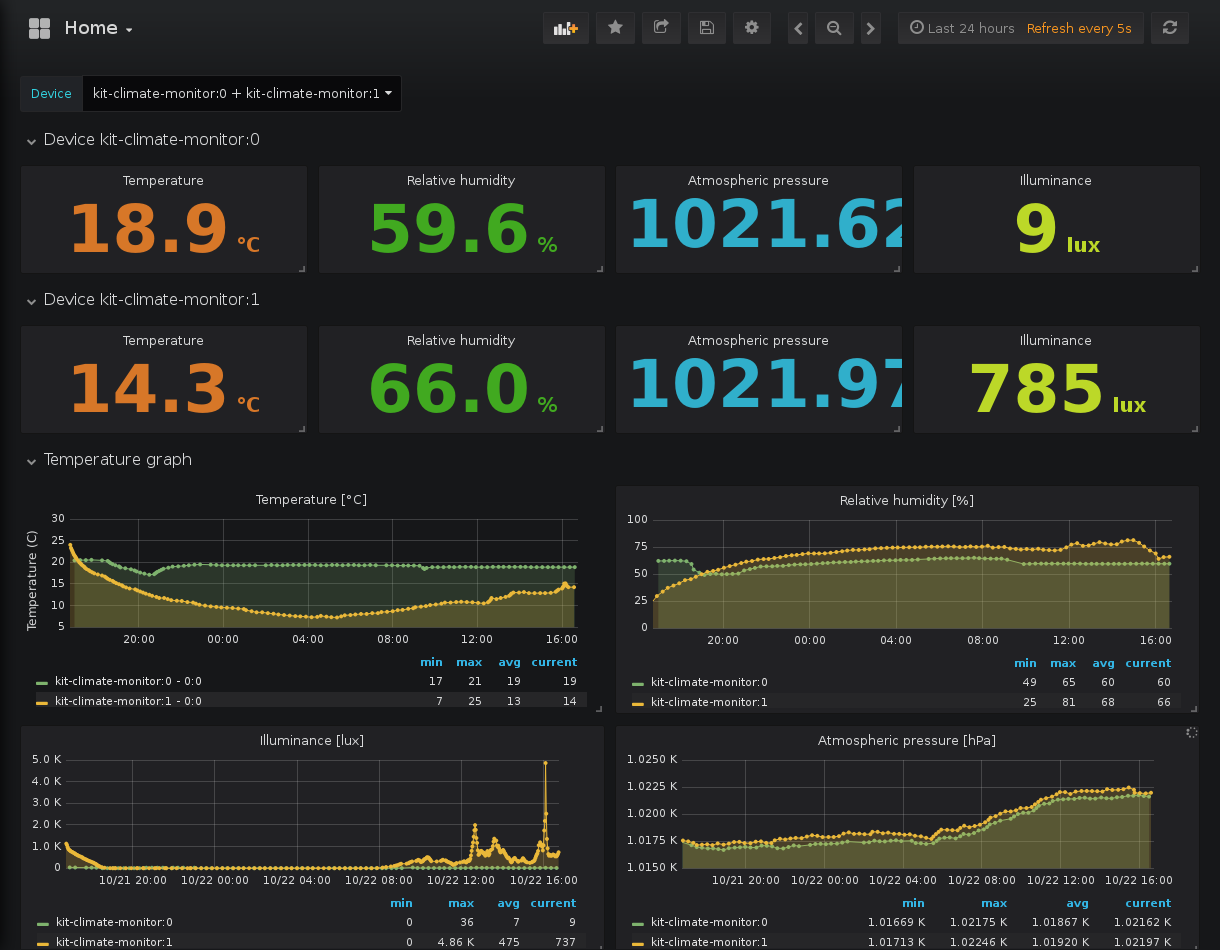 Home
Last 24 hours Refresh every 5s
Device kit-climate-monitor:0 + kit-climate-monitor:1
Device kit-climate-monitor:0
Temperature Relative humidity Atmospheric pressure Illuminance
18.9 °C 59.6 % 1021.62 9 lux
Device kit-climate-monitor:1
Temperature Relative humidity Atmospheric pressure Illuminance
14.3 °C 66.0 % 1021.97 785 lux
Temperature graph
Temperature [°C]
Temperature (C)
30
25
20
15
10
5
20:00 00:00 04:00 08:00 12:00 16:00
min max avg current
kit-climate-monitor:0 - 0:0 17 21 19 19
kit-climate-monitor:1 - 0:0 7 25 13 14
Relative humidity [%]
100
75
50
25
0
20:00 00:00 04:00 08:00 12:00 16:00
min max avg current
kit-climate-monitor:0 49 65 60 60
kit-climate-monitor:1 25 81 68 66
Illuminance [lux]
5.0 K
4.0 K
3.0 K
2.0 K
1.0 K
0
10/21 20:00 10/22 00:00 10/22 04:00 10/22 08:00 10/22 12:00 10/22 16:00
min max avg current
kit-climate-monitor:0 0 36 7 9
kit-climate-monitor:1 0 4.86 K 475 737
Atmospheric pressure [hPa]
1.0250 K
1.0225 K
1.0200 K
1.0175 K
1.0150 K
10/21 20:00 10/22 00:00 10/22 04:00 10/22 08:00 10/22 12:00 10/22 16:00
min max avg current
kit-climate-monitor:0 1.01669 K 1.02175 K 1.01867 K 1.02162 K
kit-climate-monitor:1 1.01713 K 1.02246 K 1.01920 K 1.02197 K